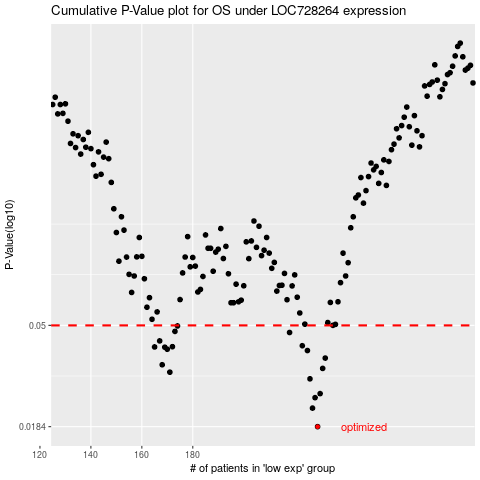 Cumulative P-Value plot for OS under LOC728264 expression
P-Value(log10)
0.05
0.0184
optimized
120 140 160 180
# of patients in 'low exp' group